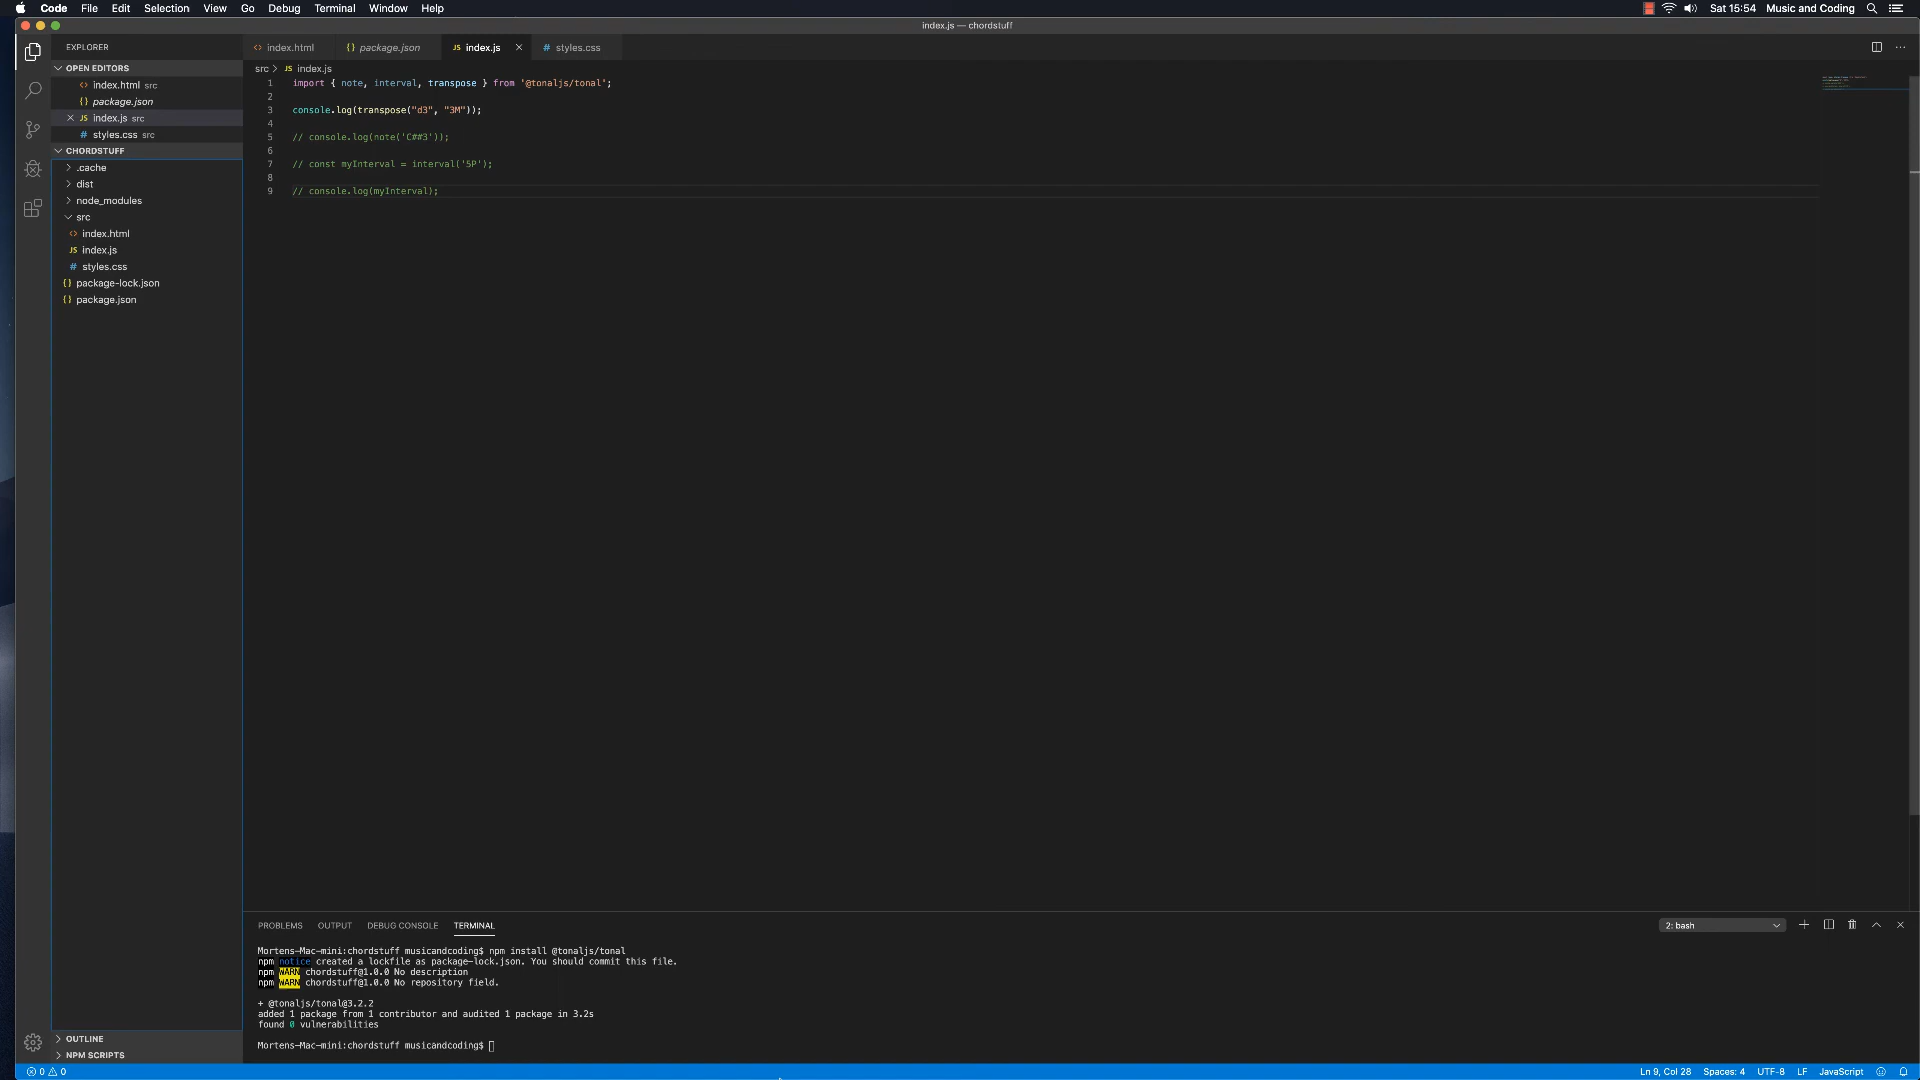 Code File Edit Selection View Go Debug Terminal Window Help Sat 15:54 Music and Coding
index.js — chordstuff
EXPLORER
OPEN EDITORS
index.html src
package.json
index.js src
styles.css src
CHORDSTUFF
.cache
dist
node_modules
src
index.html
JS index.js
# styles.css
{} package-lock.json
{} package.json
OUTLINE
NPM SCRIPTS
<> index.html {} package.json JS index.js # styles.css
src > JS index.js
1 import { note, interval, transpose } from '@tonaljs/tonal';
2
3 console.log(transpose("d3", "3M"));
4
5 // console.log(note('C##3'));
6
7 // const myInterval = interval('5P');
8
9 // console.log(myInterval);
PROBLEMS OUTPUT DEBUG CONSOLE TERMINAL 2: bash
Mortens-Mac-mini:chordstuff musicandcoding$ npm install @tonaljs/tonal
npm notice created a lockfile as package-lock.json. You should commit this file.
npm WARN chordstuff@1.0.0 No description
npm WARN chordstuff@1.0.0 No repository field.
+ @tonaljs/tonal@3.2.2
added 1 package from 1 contributor and audited 1 package in 3.2s
found 0 vulnerabilities
Mortens-Mac-mini:chordstuff musicandcoding$
0 0 Ln 9, Col 28 Spaces: 4 UTF-8 LF JavaScript